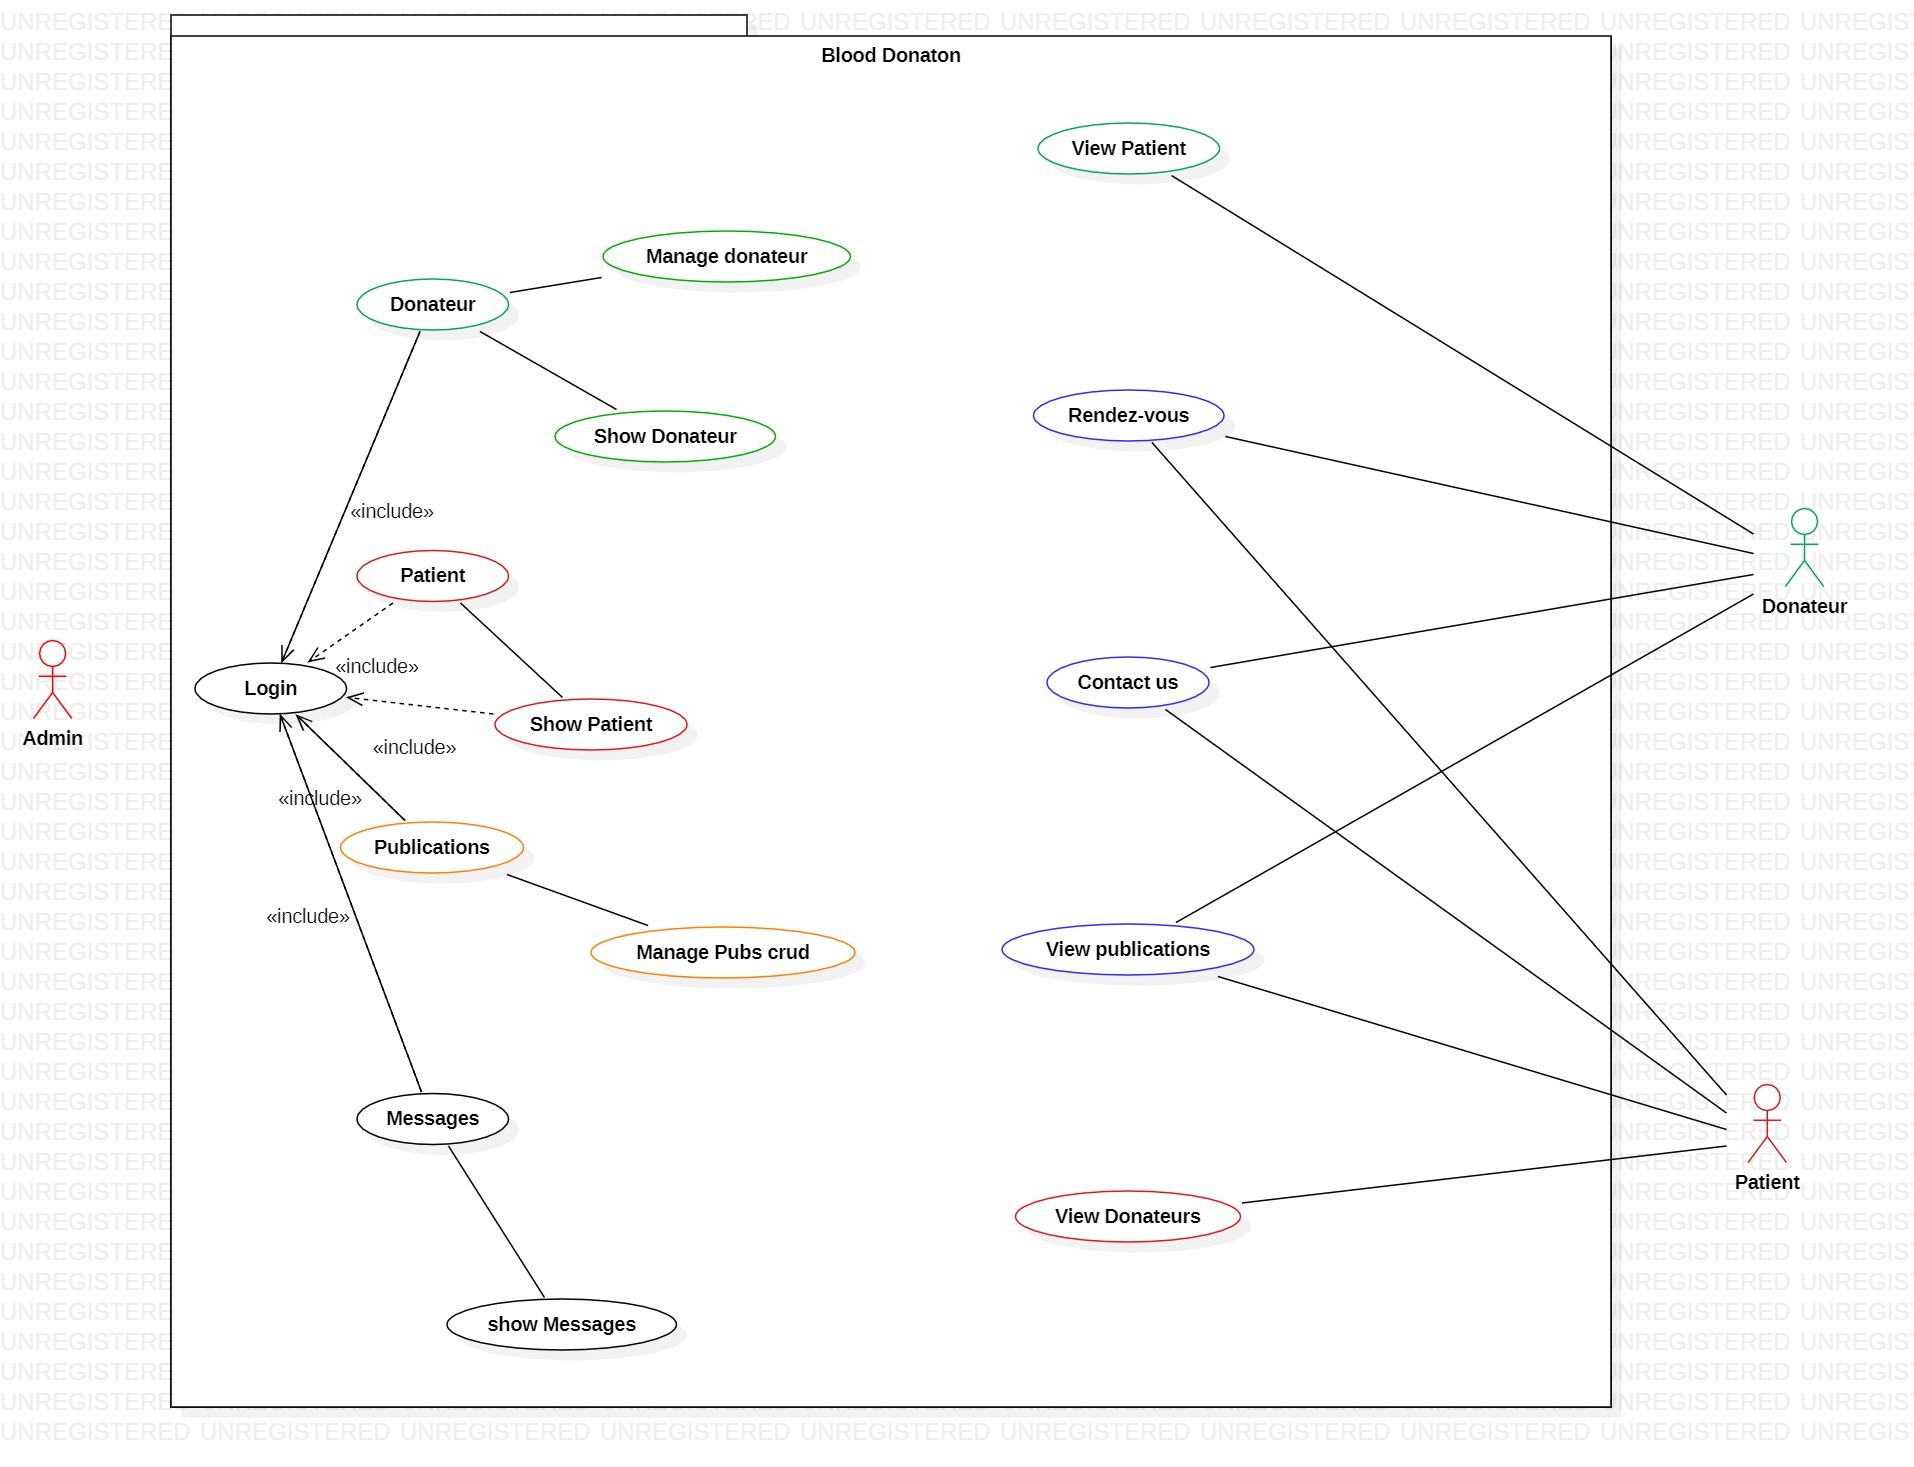 Blood Donaton
View Patient
Manage donateur
Donateur
Show Donateur
Rendez-vous
«include»
Donateur
Patient
«include»
Login
Admin
Show Patient
Contact us
«include»
«include»
Publications
«include»
Manage Pubs crud
View publications
Messages
Patient
View Donateurs
show Messages
UNREGISTERED UNREGISTERED UNREGISTERED UNREGISTERED UNREGISTERED UNREGISTERED UNREGISTERED UNREGISTERED UNREGISTERED UNREGIS